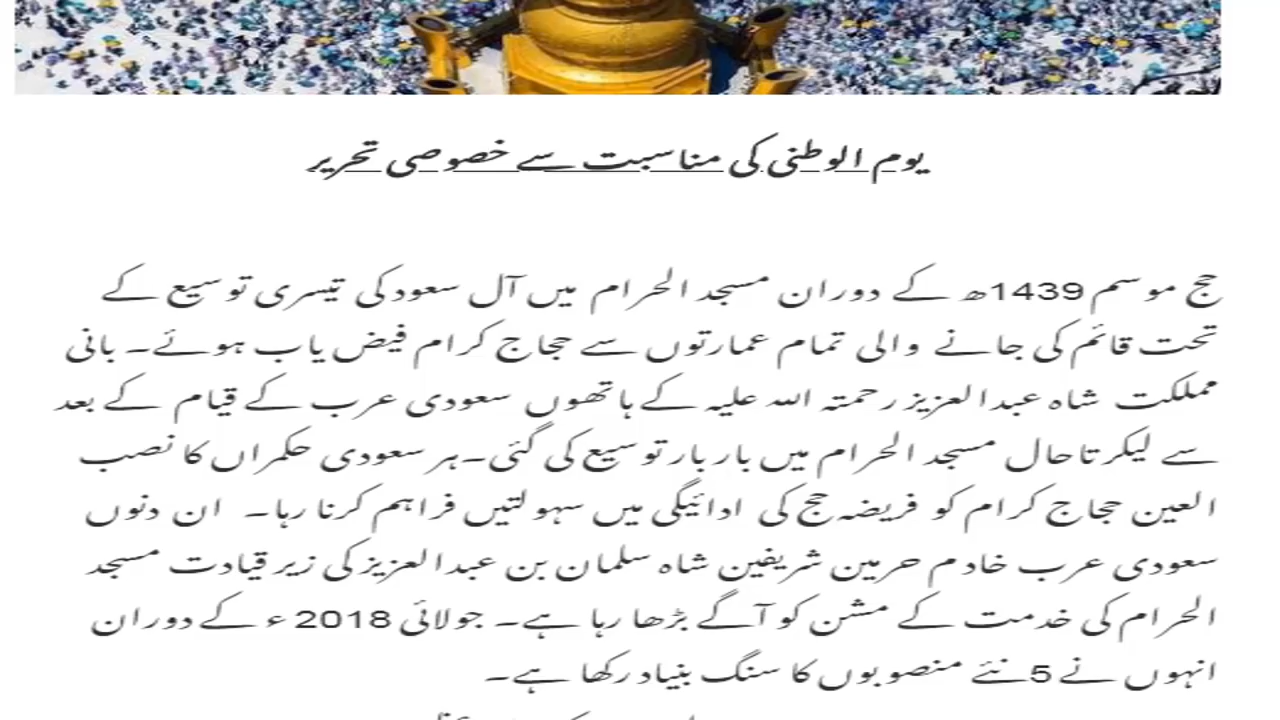 یوم الوطنی کی مناسبت سے خصوصی تحریر
حج موسم 1439ھ کے دوران مسجد الحرام میں آل سعود کی تیسری توسیع کے
تحت قائم کی جانے والی تمام عمارتوں سے حجاج کرام فیض یاب ہوئے۔ بانی
مملکت شاہ عبدالعزیز رحمتہ اللہ علیہ کے ہاتھوں سعودی عرب کے قیام کے بعد
سے لیکر تاحال مسجد الحرام میں بار بار توسیع کی گئی۔ہر سعودی حکمراں کا نصب
العین حجاج کرام کو فریضہ حج کی ادائیگی میں سہولتیں فراہم کرنا رہا۔ ان دنوں
سعودی عرب خادم حرمین شریفین شاہ سلمان بن عبدالعزیز کی زیر قیادت مسجد
الحرام کی خدمت کے مشن کو آگے بڑھا رہا ہے۔ جولائی 2018 ء کے دوران
انہوں نے 5نئے منصوبوں کا سنگ بنیاد رکھا ہے۔